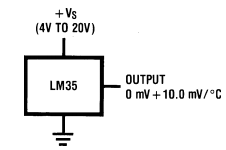 +VS
(4V TO 20V)
LM35
OUTPUT
0 mV + 10.0 mV/°C